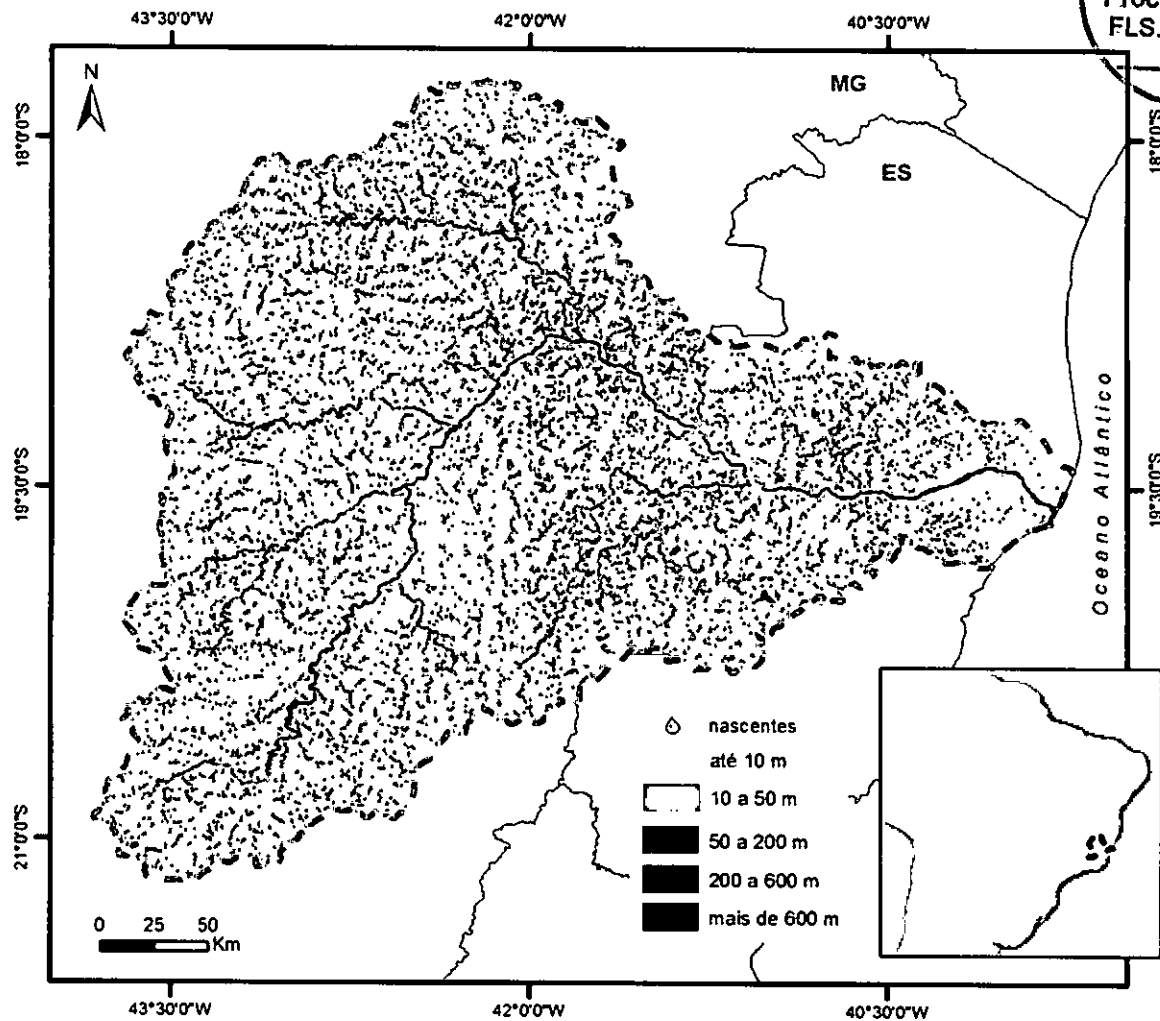 FLS.
43°30'0"W 42°0'0"W 40°30'0"W
N
MG
ES
18°0'0"S
18°0'0"S
19°30'0"S
19°30'0"S
Oceano Atlântico
21°0'0"S
nascentes
até 10 m
10 a 50 m
50 a 200 m
200 a 600 m
mais de 600 m
0 25 50
Km
43°30'0"W 42°0'0"W 40°30'0"W